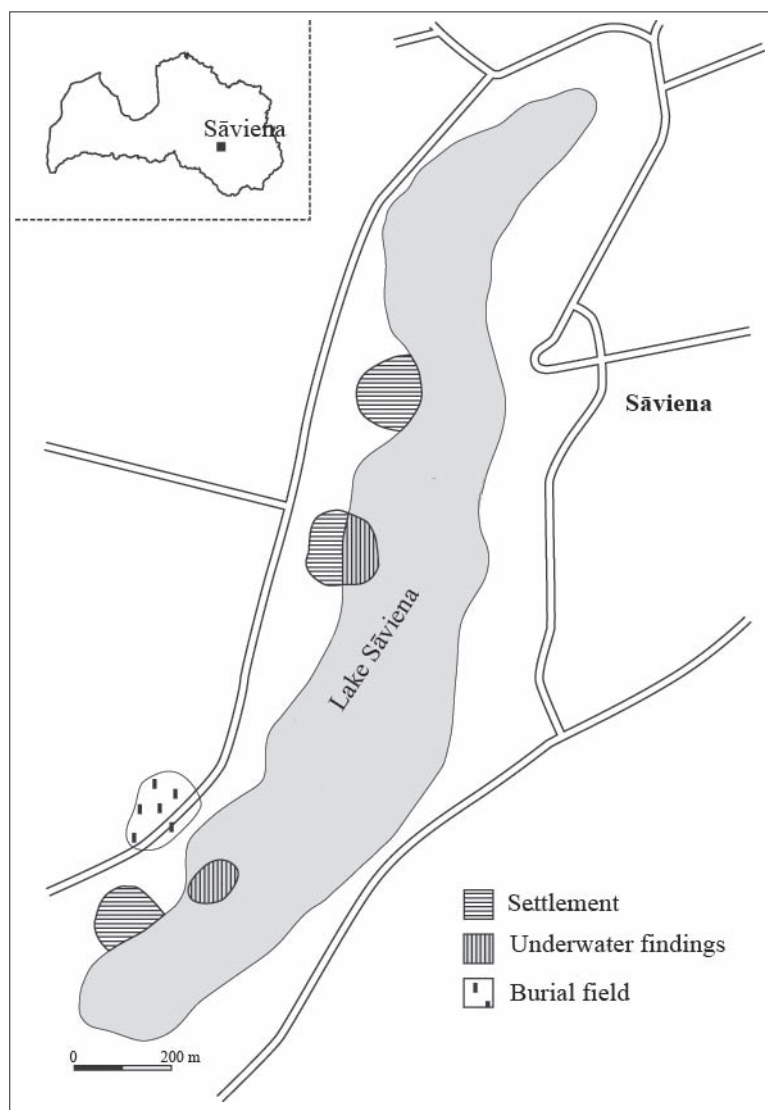 Sāviena
Sāviena
Lake Sāviena
Settlement
Underwater findings
Burial field
0 200 m